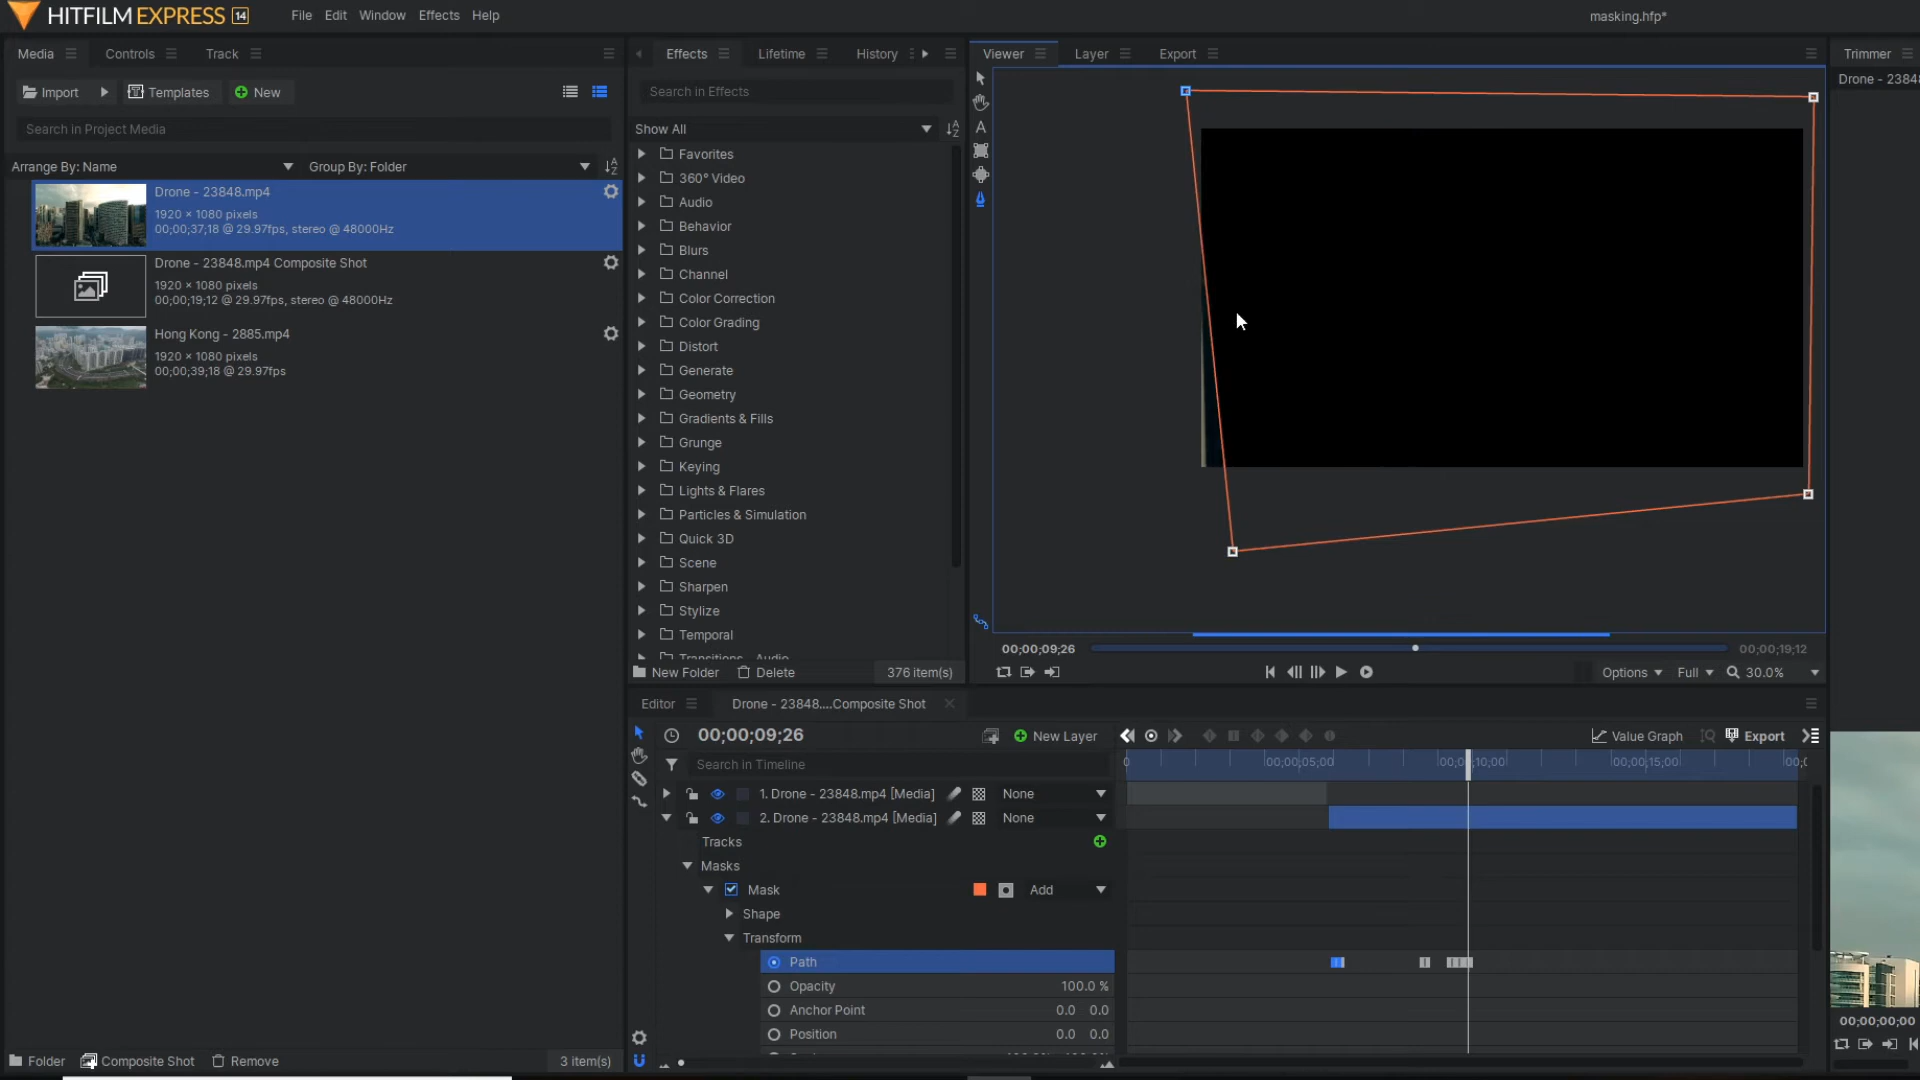 HITFILM EXPRESS 14
File Edit Window Effects Help
masking.hfp*
Media Controls Track
Effects Lifetime History
Viewer Layer Export
Trimmer
Import Templates New
Search in Effects
Drone - 2384
Search in Project Media
Show All
Arrange By: Name Group By: Folder
Drone - 23848.mp4
1920 × 1080 pixels
00;00;37;18 @ 29.97fps, stereo @ 48000Hz
Drone - 23848.mp4 Composite Shot
1920 × 1080 pixels
00;00;19;12 @ 29.97fps, stereo @ 48000Hz
Hong Kong - 2885.mp4
1920 × 1080 pixels
00;00;39;18 @ 29.97fps
Favorites
360° Video
Audio
Behavior
Blurs
Channel
Color Correction
Color Grading
Distort
Generate
Geometry
Gradients & Fills
Grunge
Keying
Lights & Flares
Particles & Simulation
Quick 3D
Scene
Sharpen
Stylize
Temporal
Transitions - Audio
New Folder Delete 376 item(s)
A
00;00;09;26 00;00;19;12
Options Full 30.0%
Editor Drone - 23848....Composite Shot
00;00;09;26 New Layer Value Graph Export
Search in Timeline
0 00;00;05;00 00;00;10;00 00;00;15;00 00;(
1. Drone - 23848.mp4 [Media] None
2. Drone - 23848.mp4 [Media] None
Tracks
Masks
Mask Add
Shape
Transform
Path
Opacity 100.0 %
Anchor Point 0.0 0.0
Position 0.0 0.0
00;00;00;00
Folder Composite Shot Remove 3 item(s)